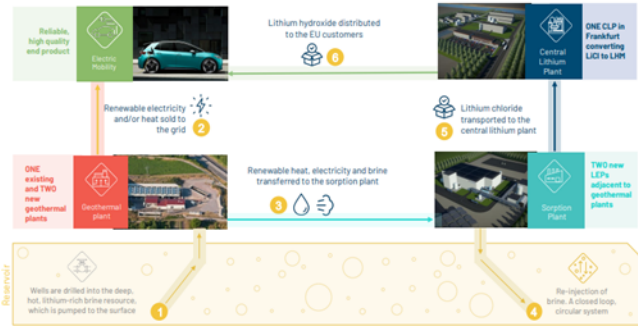 Reliable,
high quality
end product
Electric
Mobility
Lithium hydroxide distributed
to the EU customers
6
Central
Lithium
Plant
ONE CLP in
Frankfurt
converting
LiCl to LHM
Renewable electricity
and/or heat sold to
the grid
2
5
Lithium chloride
transported to the
central lithium plant
ONE
existing
and TWO
new
geothermal
plants
Geothermal
plant
Renewable heat, electricity and brine
transferred to the sorption plant
3
Sorption
Plant
TWO new
LEPs
adjacent to
geothermal
plants
Reservoir
Wells are drilled into the deep,
hot, lithium-rich brine resource,
which is pumped to the surface
1
4
Re-injection of
brine. A closed loop,
circular system